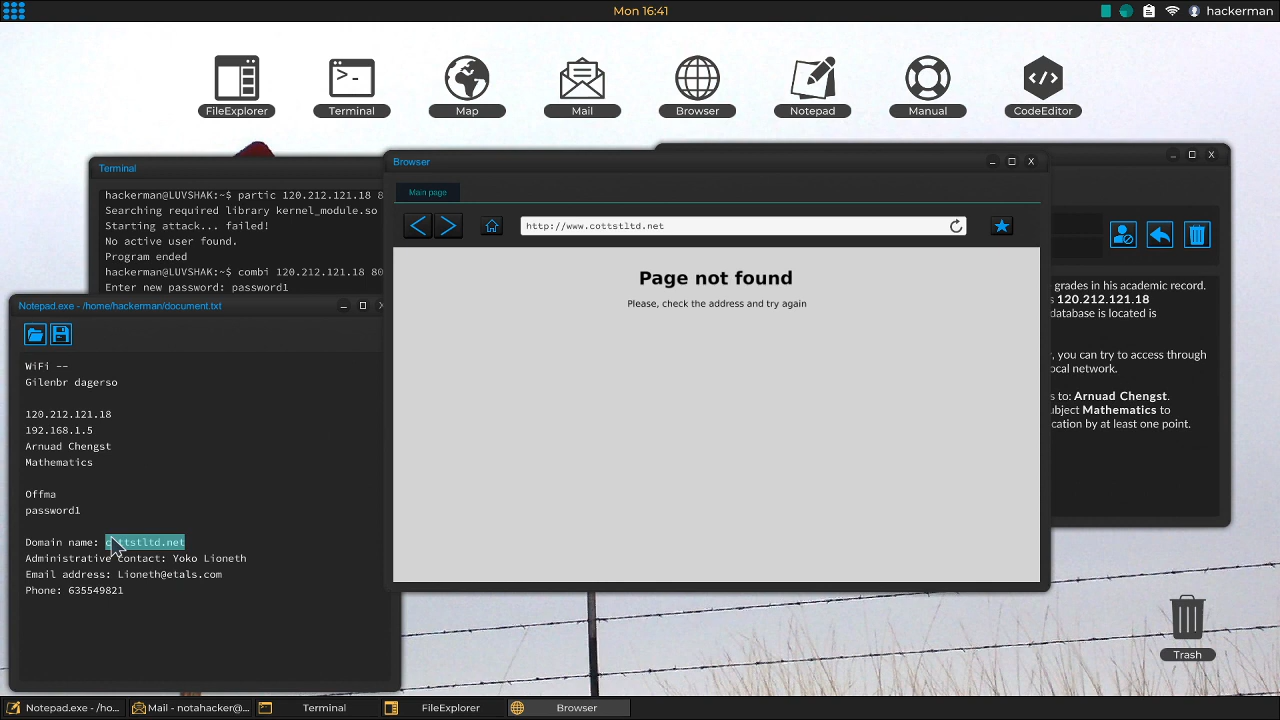 Mon 16:41
hackerman
FileExplorer
Terminal
Map
Mail
Browser
Notepad
Manual
CodeEditor
Terminal
hackerman@LUVSHAK:~$ partic 120.212.121.18 8
Searching required library kernel_module.so
Starting attack... failed!
No active user found.
Program ended
hackerman@LUVSHAK:~$ combi 120.212.121.18 80
Enter new password: password1
Browser
Main page
http://www.cottstltd.net
Page not found
Please, check the address and try again
grades in his academic record.
s 120.212.121.18
database is located is
, you can try to access through
ocal network.
s to: Arnuad Chengst.
ubject Mathematics to
cation by at least one point.
Notepad.exe - /home/hackerman/document.txt
WiFi --
Gilenbr dagerso
120.212.121.18
192.168.1.5
Arnuad Chengst
Mathematics
Offma
password1
Domain name: cottstltd.net
Administrative contact: Yoko Lioneth
Email address: Lioneth@etals.com
Phone: 635549821
Trash
Notepad.exe - /ho...
Mail - notahacker@...
Terminal
FileExplorer
Browser